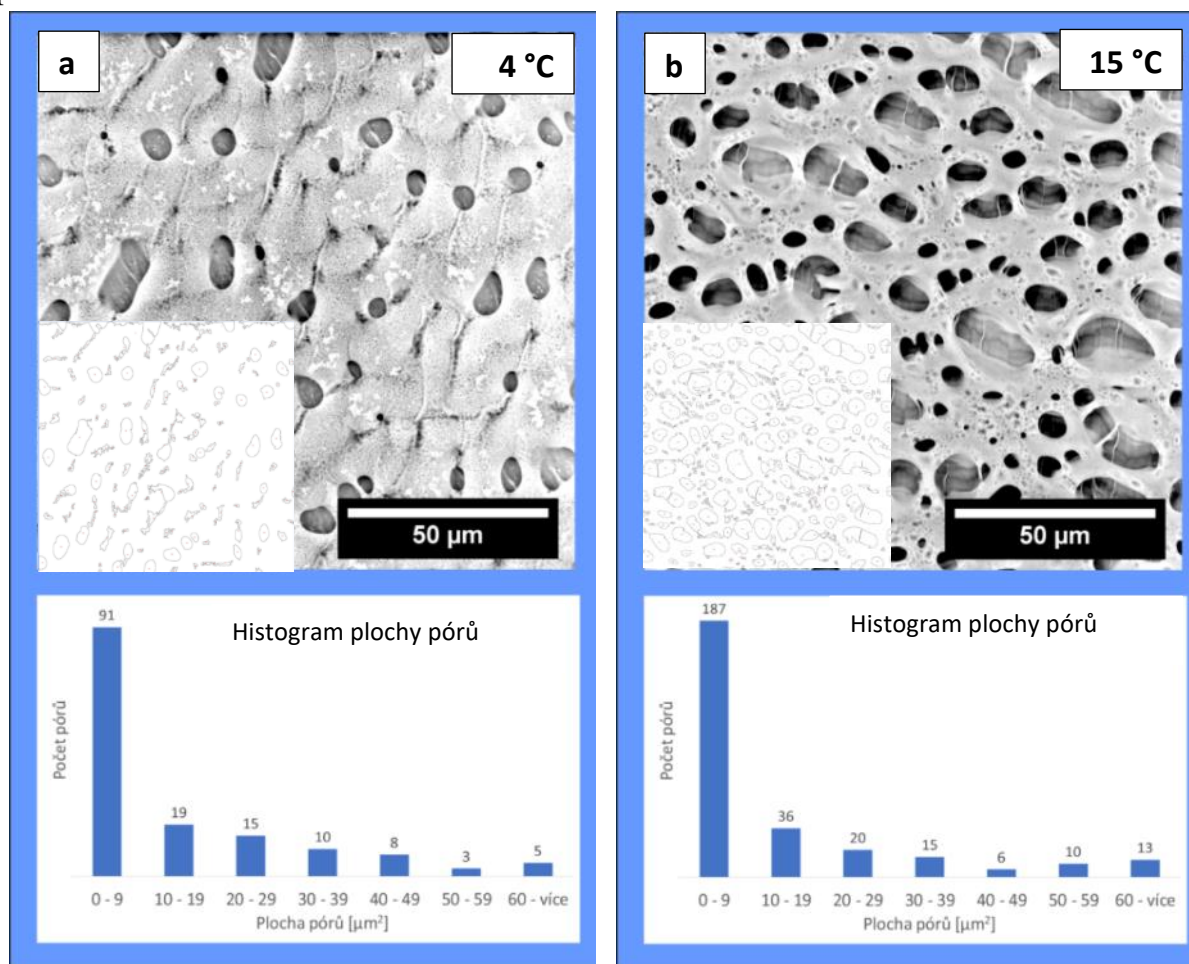 a
4 °C
50 µm
Histogram plochy pórů
91
19
15
10
8
3
5
Počet pórů
0 - 9 10 - 19 20 - 29 30 - 39 40 - 49 50 - 59 60 - více
Plocha pórů [µm²]
b
15 °C
50 µm
Histogram plochy pórů
187
36
20
15
6
10
13
Počet pórů
0 - 9 10 - 19 20 - 29 30 - 39 40 - 49 50 - 59 60 - více
Plocha pórů [µm²]